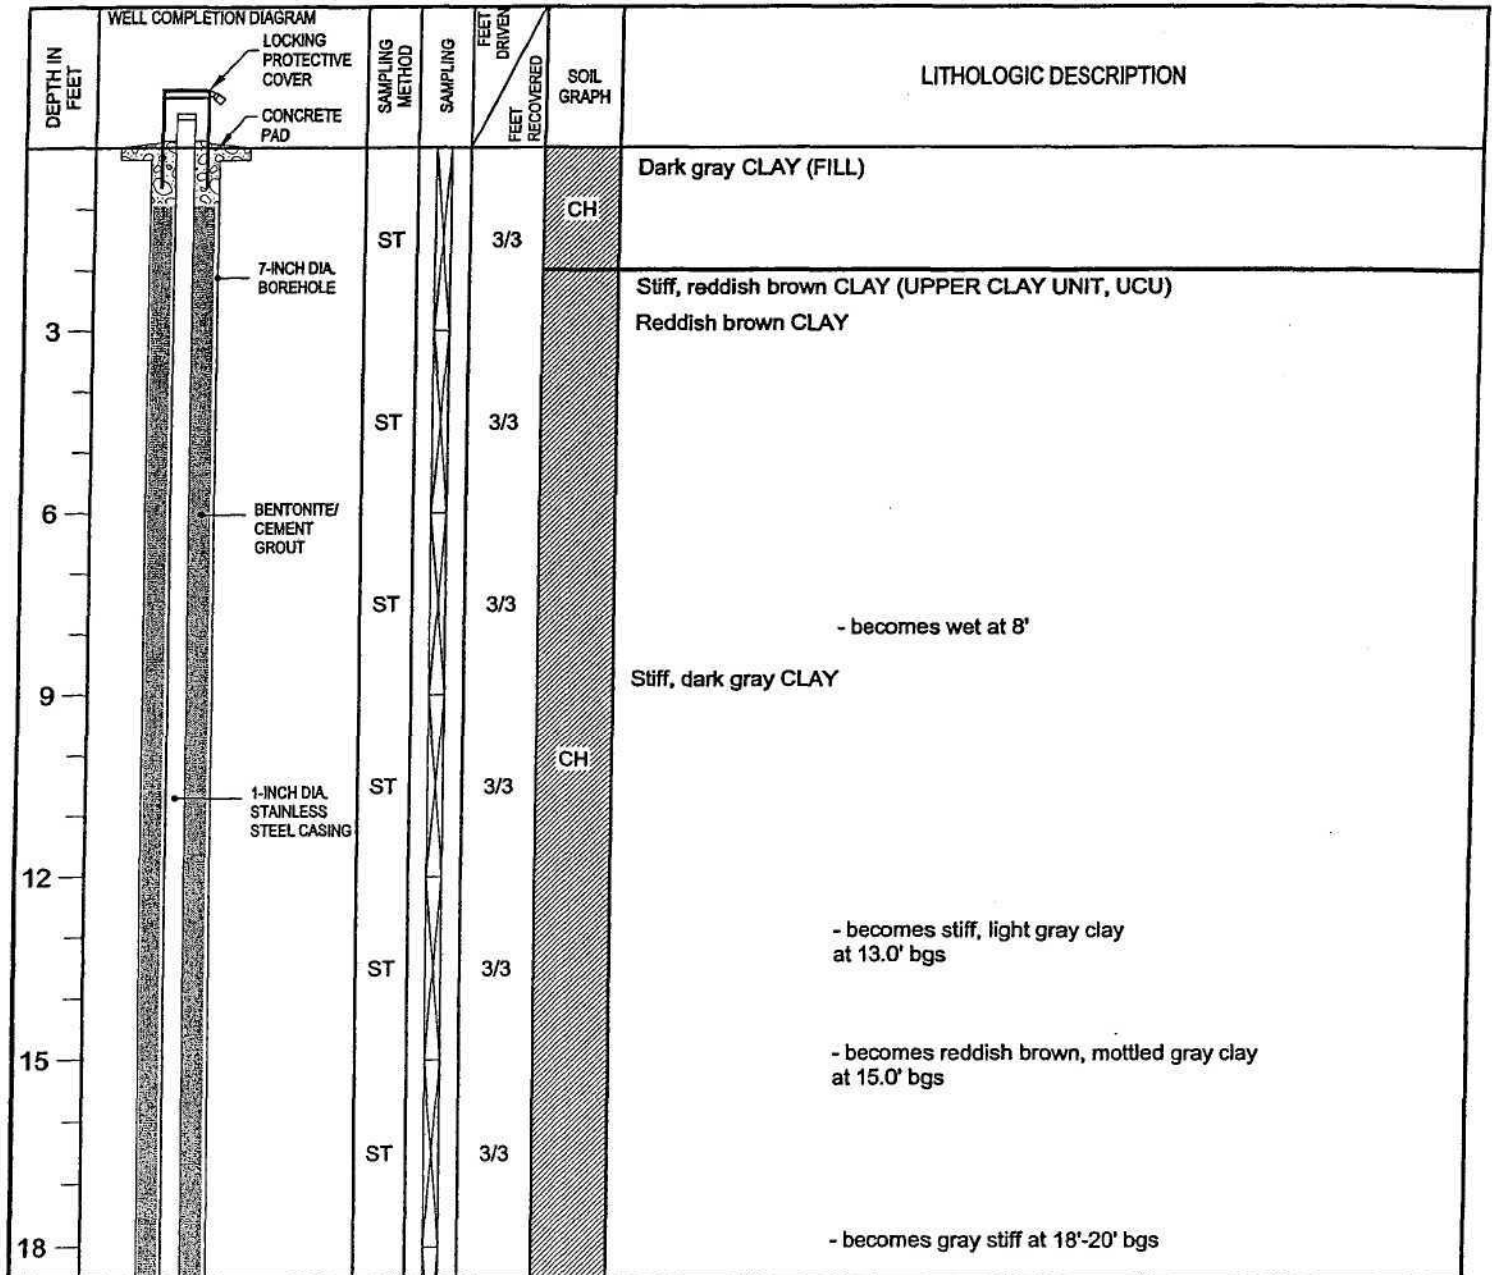 WELL COMPLETION DIAGRAM
DEPTH IN
FEET
LOCKING
PROTECTIVE
COVER
CONCRETE
PAD
SAMPLING
METHOD
SAMPLING
FEET
DRIVEN
FEET
RECOVERED
SOIL
GRAPH
LITHOLOGIC DESCRIPTION
Dark gray CLAY (FILL)
CH
ST
3/3
7-INCH DIA.
BOREHOLE
Stiff, reddish brown CLAY (UPPER CLAY UNIT, UCU)
3
Reddish brown CLAY
ST
3/3
6
BENTONITE/
CEMENT
GROUT
ST
3/3
- becomes wet at 8'
9
Stiff, dark gray CLAY
CH
1-INCH DIA.
STAINLESS
STEEL CASING
ST
3/3
12
- becomes stiff, light gray clay
at 13.0' bgs
ST
3/3
15
- becomes reddish brown, mottled gray clay
at 15.0' bgs
ST
3/3
18
- becomes gray stiff at 18'-20' bgs